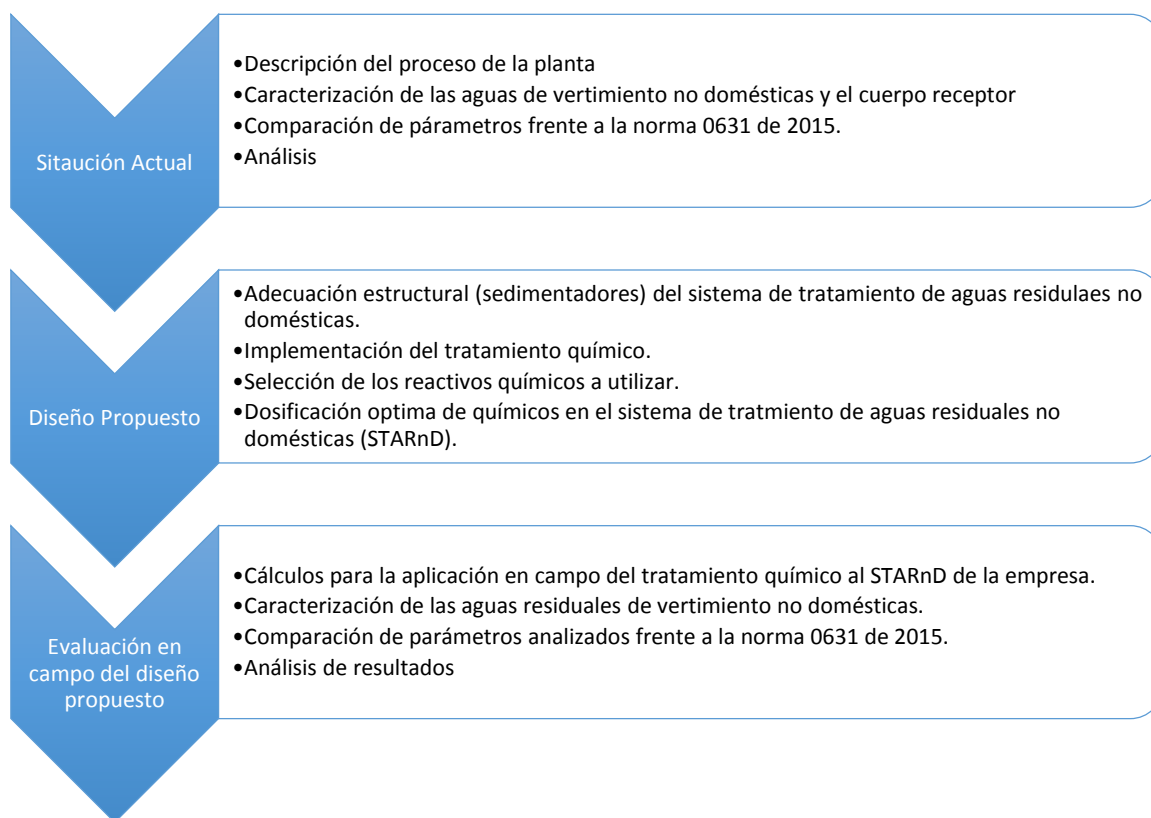 Sitaución Actual
•Descripción del proceso de la planta
•Caracterización de las aguas de vertimiento no domésticas y el cuerpo receptor
•Comparación de párametros frente a la norma 0631 de 2015.
•Análisis
Diseño Propuesto
•Adecuación estructural (sedimentadores) del sistema de tratamiento de aguas residulaes no
domésticas.
•Implementación del tratamiento químico.
•Selección de los reactivos químicos a utilizar.
•Dosificación optima de químicos en el sistema de tratmiento de aguas residuales no
domésticas (STARnD).
Evaluación en
campo del diseño
propuesto
•Cálculos para la aplicación en campo del tratamiento químico al STARnD de la empresa.
•Caracterización de las aguas residuales de vertimiento no domésticas.
•Comparación de parámetros analizados frente a la norma 0631 de 2015.
•Análisis de resultados